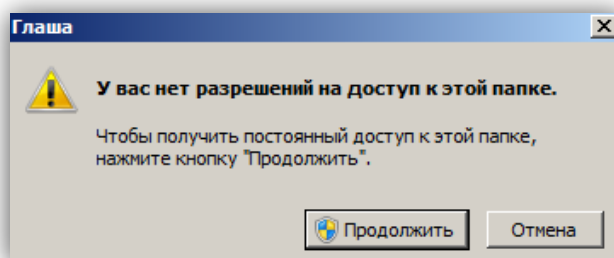 Глаша
У вас нет разрешений на доступ к этой папке.
Чтобы получить постоянный доступ к этой папке,
нажмите кнопку "Продолжить".
Продолжить Отмена